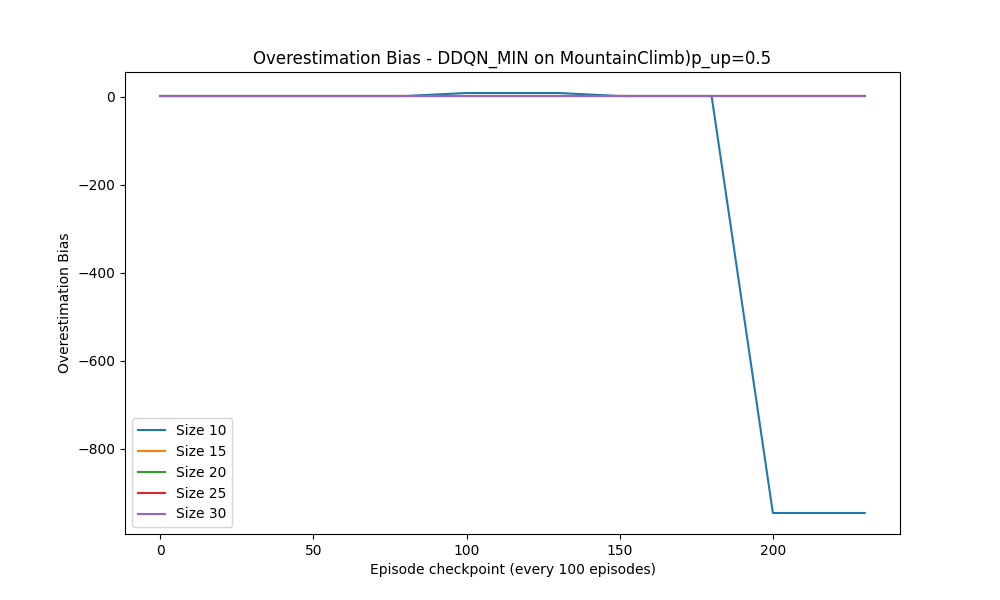 Overestimation Bias - DDQN_MIN on MountainClimb)p_up=0.5
Overestimation Bias
0
−200
−400
−600
−800
Size 10
Size 15
Size 20
Size 25
Size 30
0 50 100 150 200
Episode checkpoint (every 100 episodes)